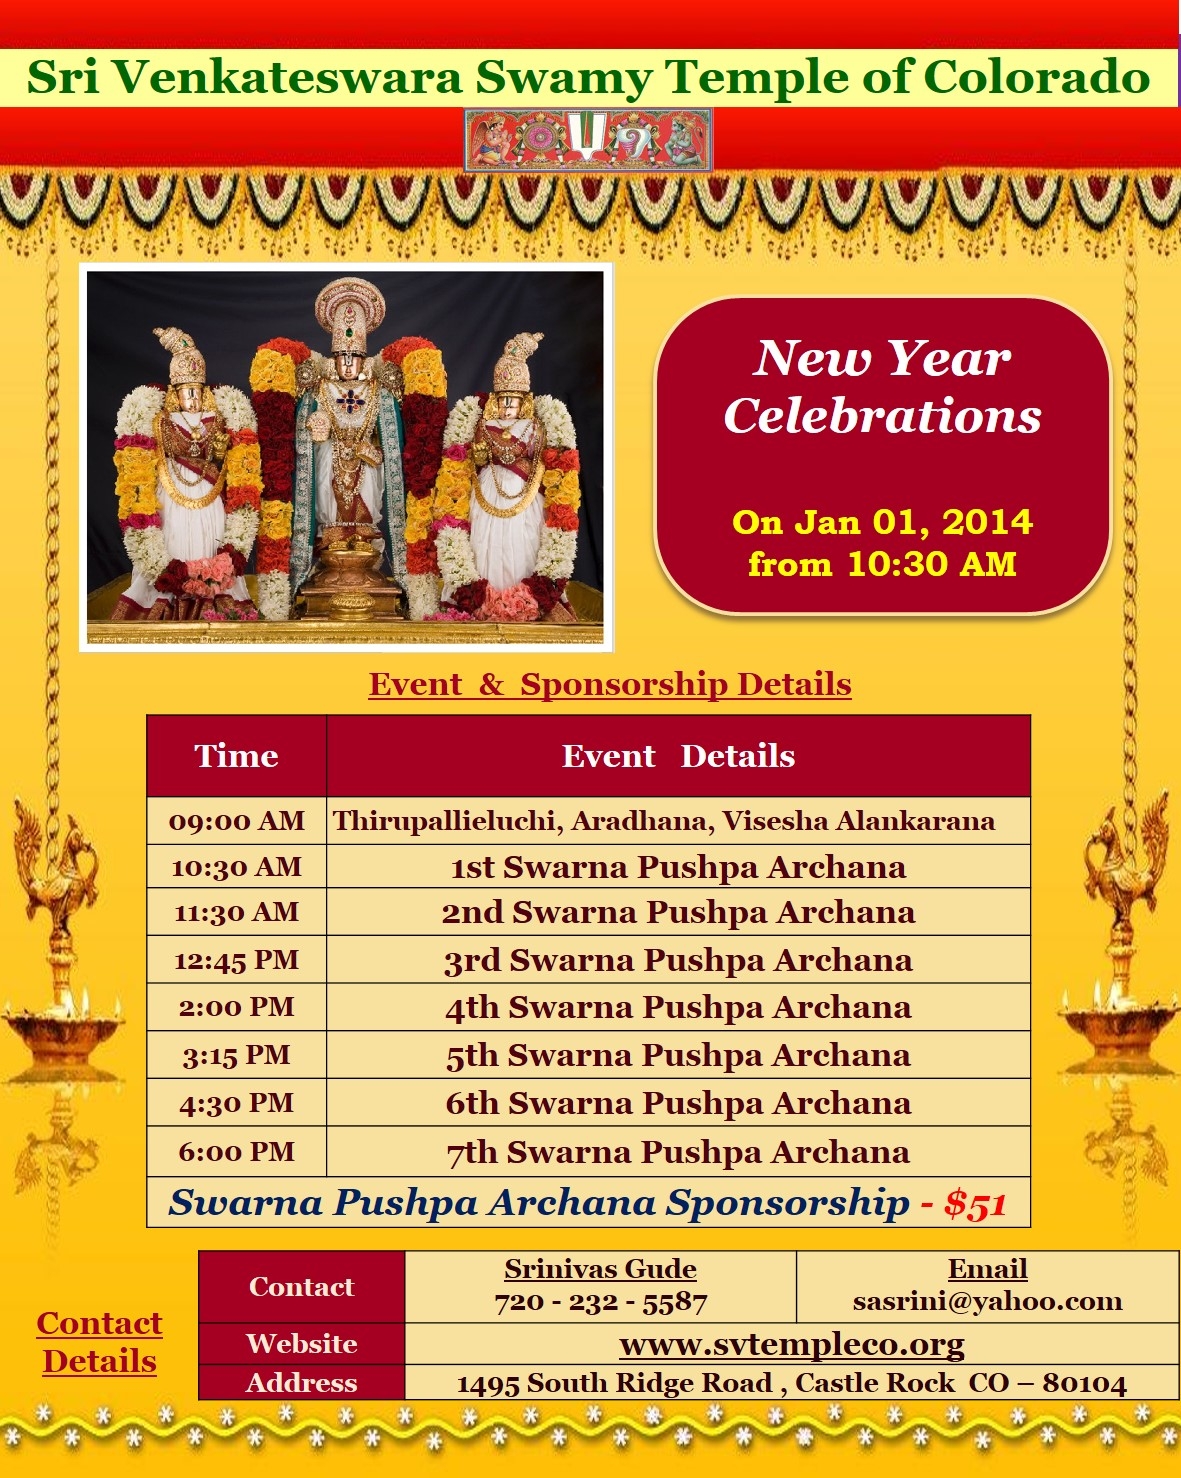 Sri Venkateswara Swamy Temple of Colorado
New Year
Celebrations
On Jan 01, 2014
from 10:30 AM
Event & Sponsorship Details
Time Event Details
09:00 AM Thirupallieluchi, Aradhana, Visesha Alankarana
10:30 AM 1st Swarna Pushpa Archana
11:30 AM 2nd Swarna Pushpa Archana
12:45 PM 3rd Swarna Pushpa Archana
2:00 PM 4th Swarna Pushpa Archana
3:15 PM 5th Swarna Pushpa Archana
4:30 PM 6th Swarna Pushpa Archana
6:00 PM 7th Swarna Pushpa Archana
Swarna Pushpa Archana Sponsorship - $51
Contact Details
Contact Srinivas Gude Email
720 - 232 - 5587 sasrini@yahoo.com
Website www.svtempleco.org
Address 1495 South Ridge Road , Castle Rock CO – 80104